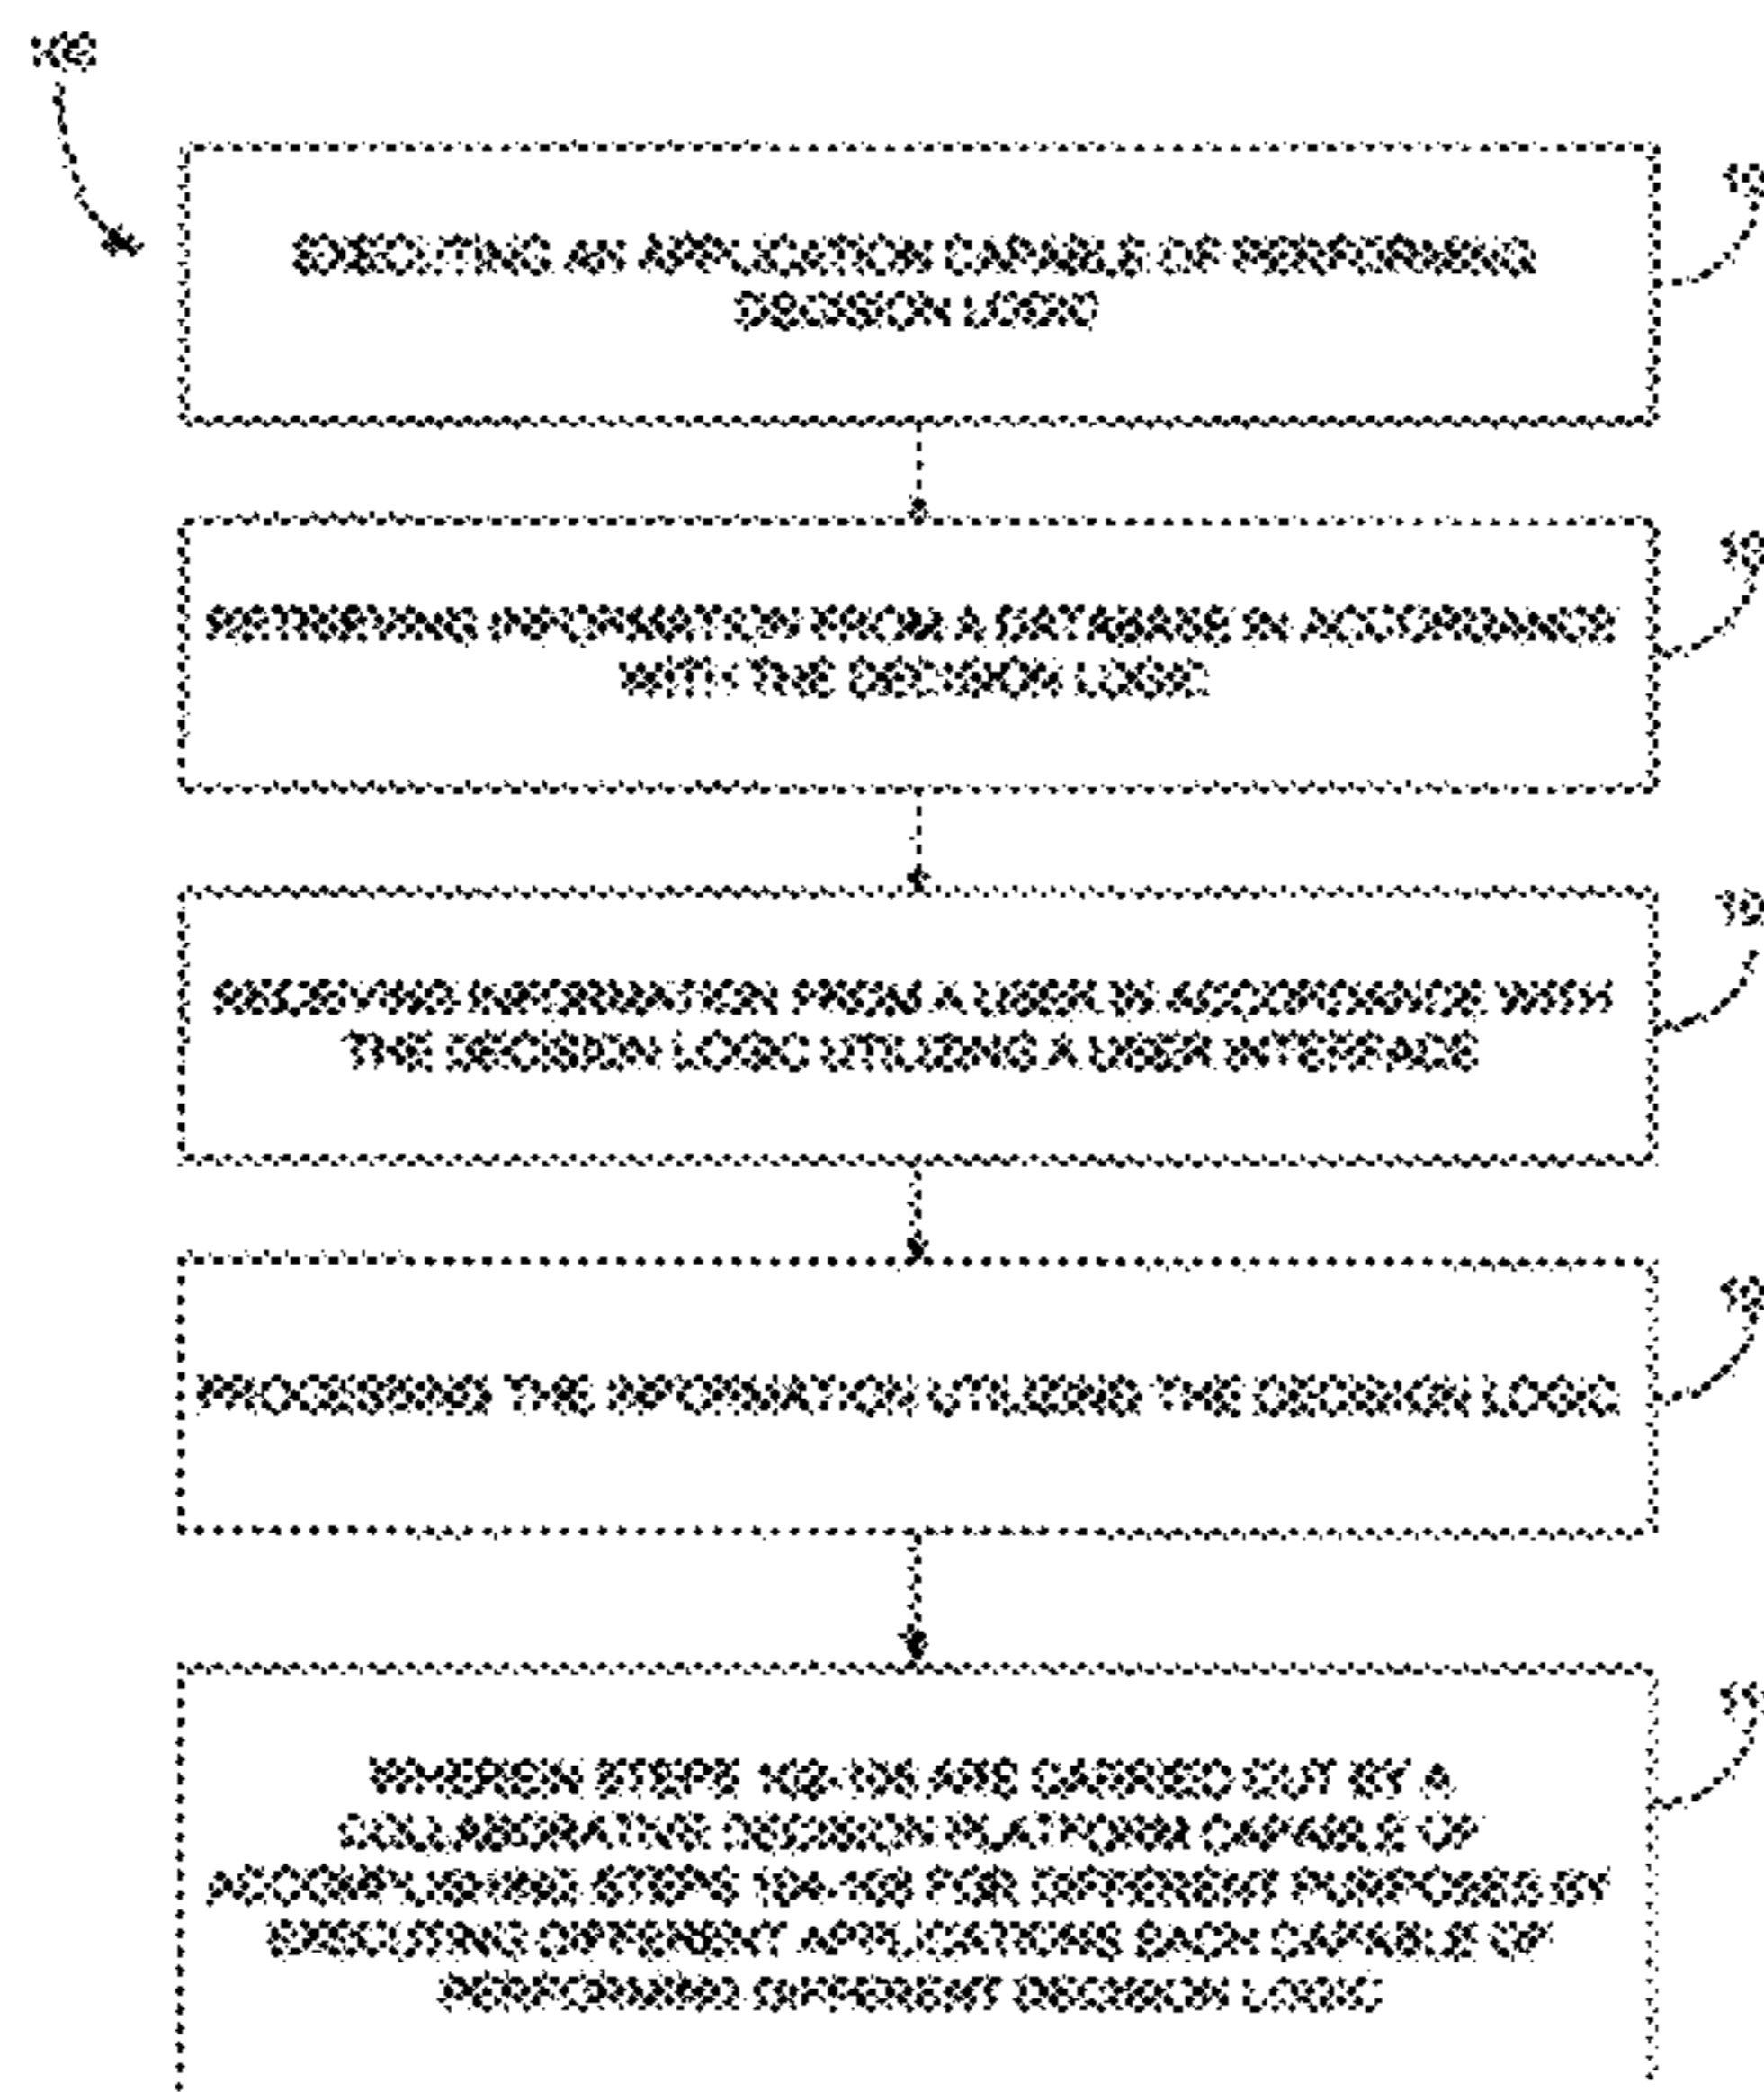 EXECUTING AN APPLICATION CAPABLE OF PERFORMING
DECISION LOGIC
RETRIEVING INFORMATION FROM A DATABASE IN ACCORDANCE
WITH THE DECISION LOGIC
RECEIVING INFORMATION FROM A USER IN ACCORDANCE WITH
THE DECISION LOGIC UTILIZING A USER INTERFACE
PROCESSING THE INFORMATION UTILIZING THE DECISION LOGIC
WHEREIN STEPS ARE CARRIED OUT BY A
COLLABORATIVE DECISION PLATFORM CAPABLE OF
ACCOMPLISHING STEPS FOR DIFFERENT PURPOSES BY
EXECUTING DIFFERENT APPLICATIONS EACH CAPABLE OF
PERFORMING DIFFERENT DECISION LOGIC